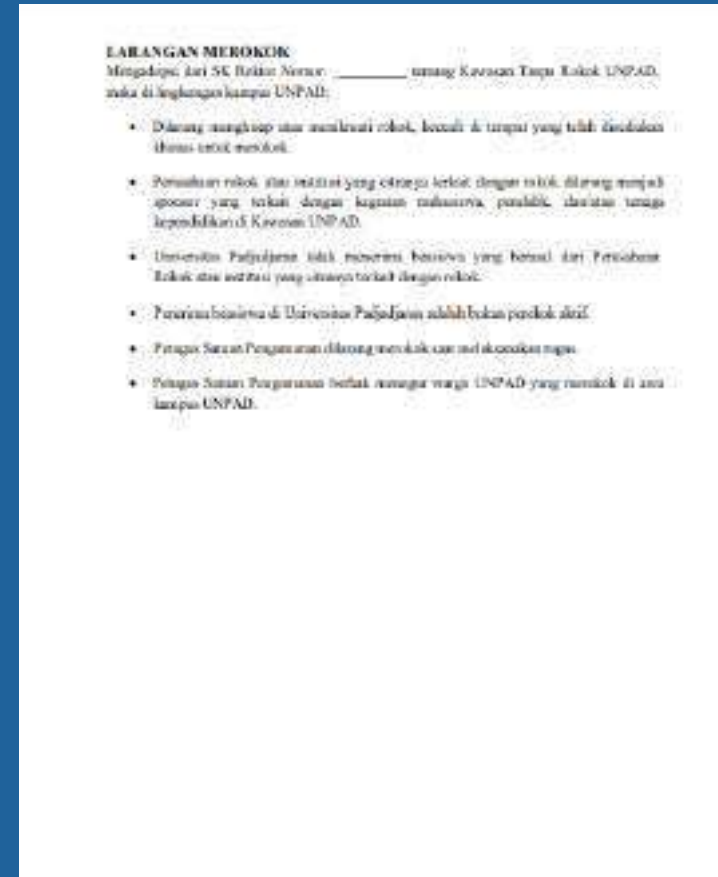 LARANGAN MEROKOK
Mengadopsi dari SK Rektor Nomor: __________ tentang Kawasan Tanpa Rokok UNPAD,
maka di lingkungan kampus UNPAD:
• Dilarang menghisap atau menikmati rokok, kecuali di tempat yang telah disediakan
khusus untuk merokok.
• Perusahaan rokok atau institusi yang citranya terkait dengan rokok dilarang menjadi
sponsor yang terkait dengan kegiatan mahasiswa, pendidik, dan/atau tenaga
kependidikan di Kawasan UNPAD.
• Universitas Padjadjaran tidak menerima beasiswa yang berasal dari Perusahaan
Rokok atau institusi yang citranya terkait dengan rokok.
• Penerima beasiswa di Universitas Padjadjaran adalah bukan perokok aktif.
• Petugas Satuan Pengamanan dilarang merokok saat melaksanakan tugas.
• Petugas Satuan Pengamanan berhak menegur warga UNPAD yang merokok di area
kampus UNPAD.